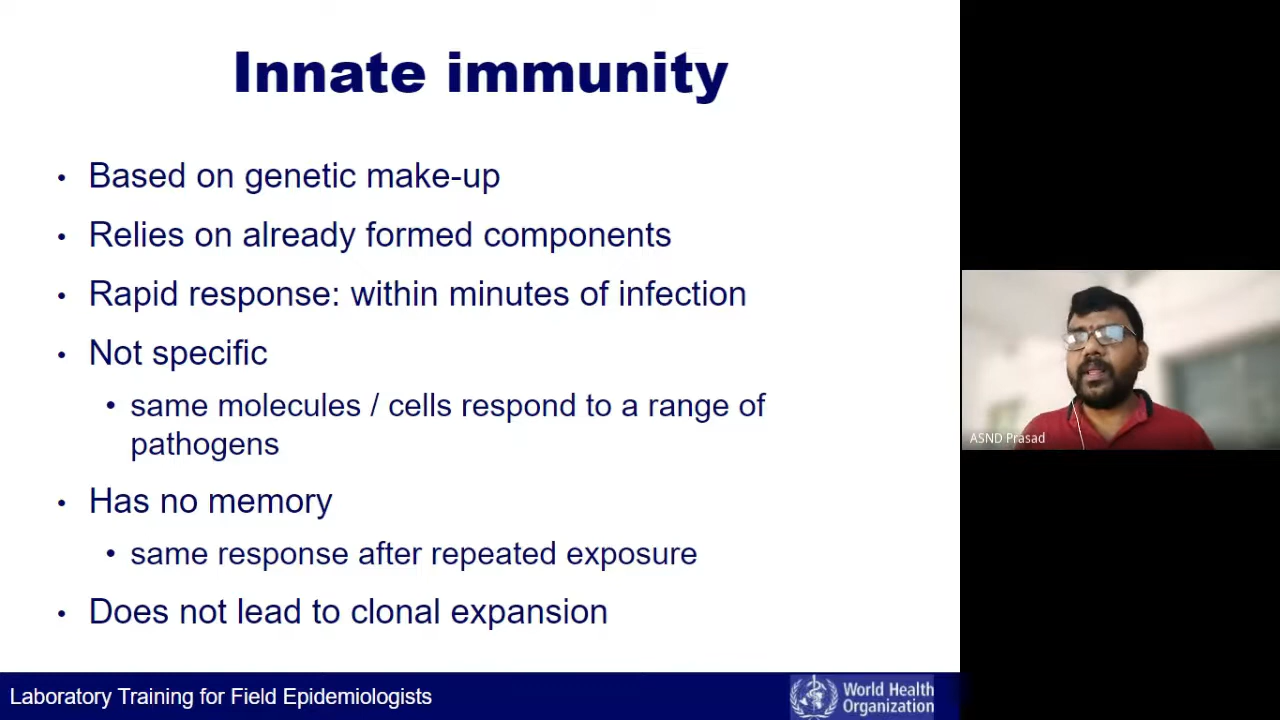 Innate immunity
• Based on genetic make-up
• Relies on already formed components
• Rapid response: within minutes of infection
• Not specific
• same molecules / cells respond to a range of
pathogens
• Has no memory
• same response after repeated exposure
• Does not lead to clonal expansion
ASND Prasad
Laboratory Training for Field Epidemiologists
World Health
Organization